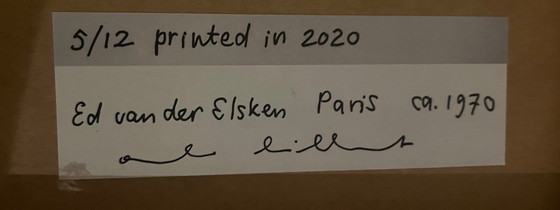 5/12 printed in 2020
Ed van der Elsken Paris ca. 1970